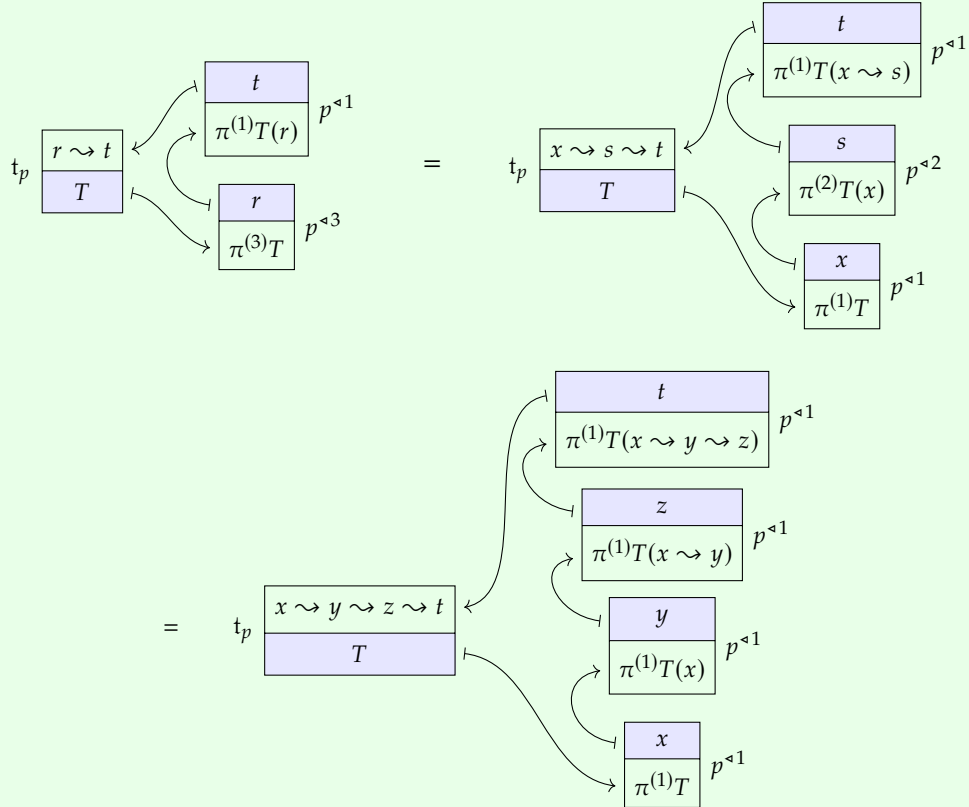 t
π⁽¹⁾T(r)
p^{◁1}
r ⇝ t
T
t_p
r
π⁽³⁾T
p^{◁3}
=
t
π⁽¹⁾T(x ⇝ s)
p^{◁1}
x ⇝ s ⇝ t
T
t_p
s
π⁽²⁾T(x)
p^{◁2}
x
π⁽¹⁾T
p^{◁1}
=
t
π⁽¹⁾T(x ⇝ y ⇝ z)
p^{◁1}
z
π⁽¹⁾T(x ⇝ y)
p^{◁1}
x ⇝ y ⇝ z ⇝ t
T
t_p
y
π⁽¹⁾T(x)
p^{◁1}
x
π⁽¹⁾T
p^{◁1}